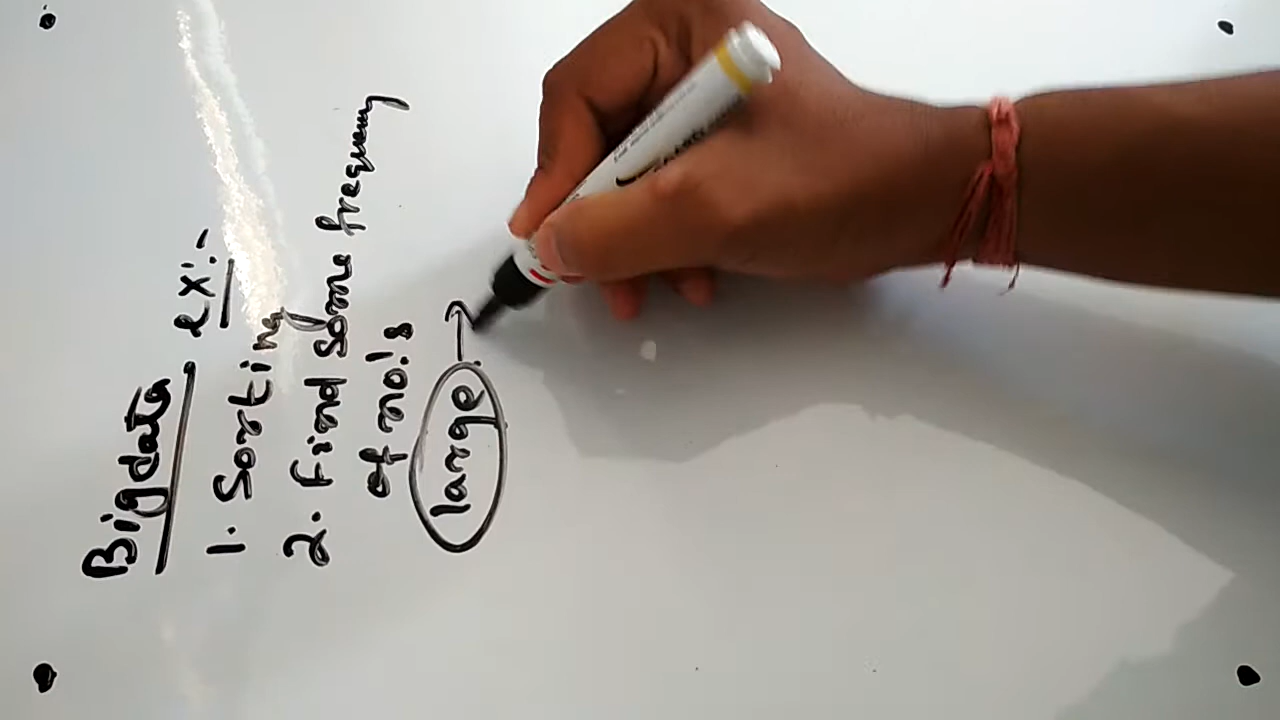 Bigdata
ex:-
1. Sorting
2. find some frequency
of no's
large →